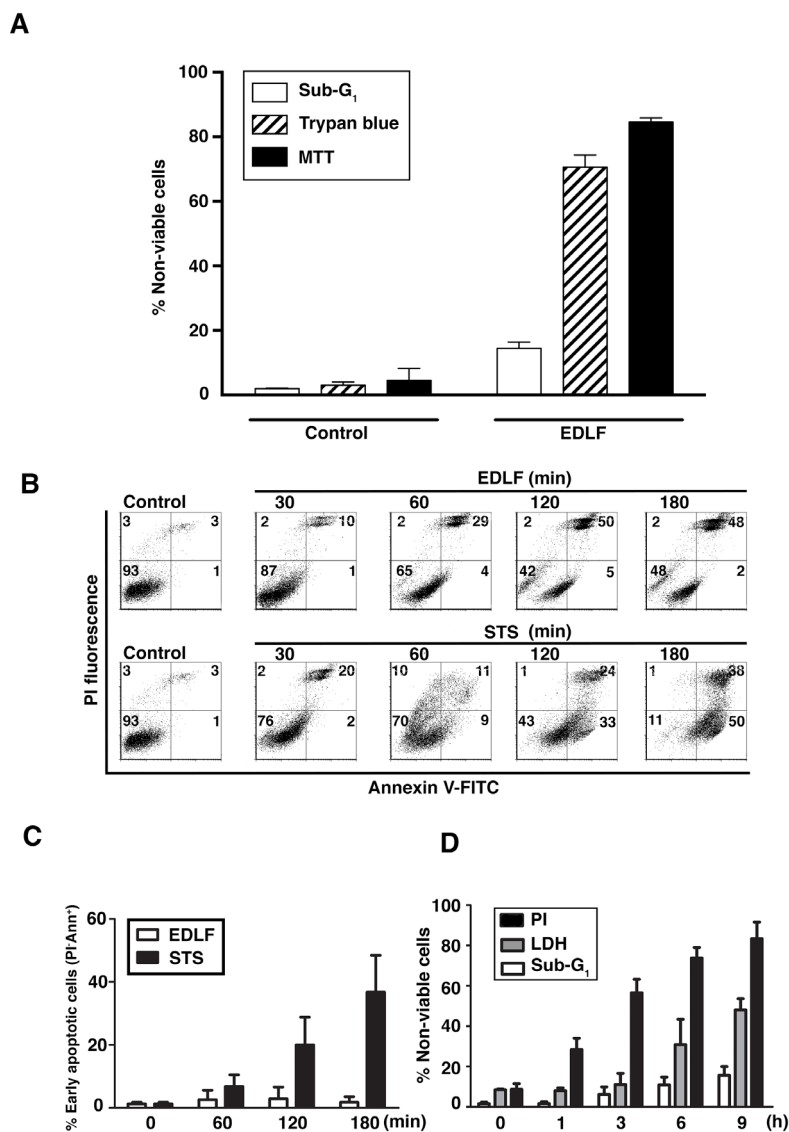 A
100
80
60
40
20
0
% Non-viable cells
Sub-G1
Trypan blue
MTT
Control EDLF
B
EDLF (min)
Control 30 60 120 180
3 3 2 10 2 29 2 50 2 48
93 1 87 1 65 4 42 5 48 2
STS (min)
Control 30 60 120 180
3 3 2 20 10 11 1 24 1 38
93 1 76 2 70 9 43 33 11 50
PI fluorescence
Annexin V-FITC
C
60
40
20
0
% Early apoptotic cells (PI-Ann+)
EDLF
STS
0 60 120 180 (min)
D
100
80
60
40
20
0
% Non-viable cells
PI
LDH
Sub-G1
0 1 3 6 9 (h)